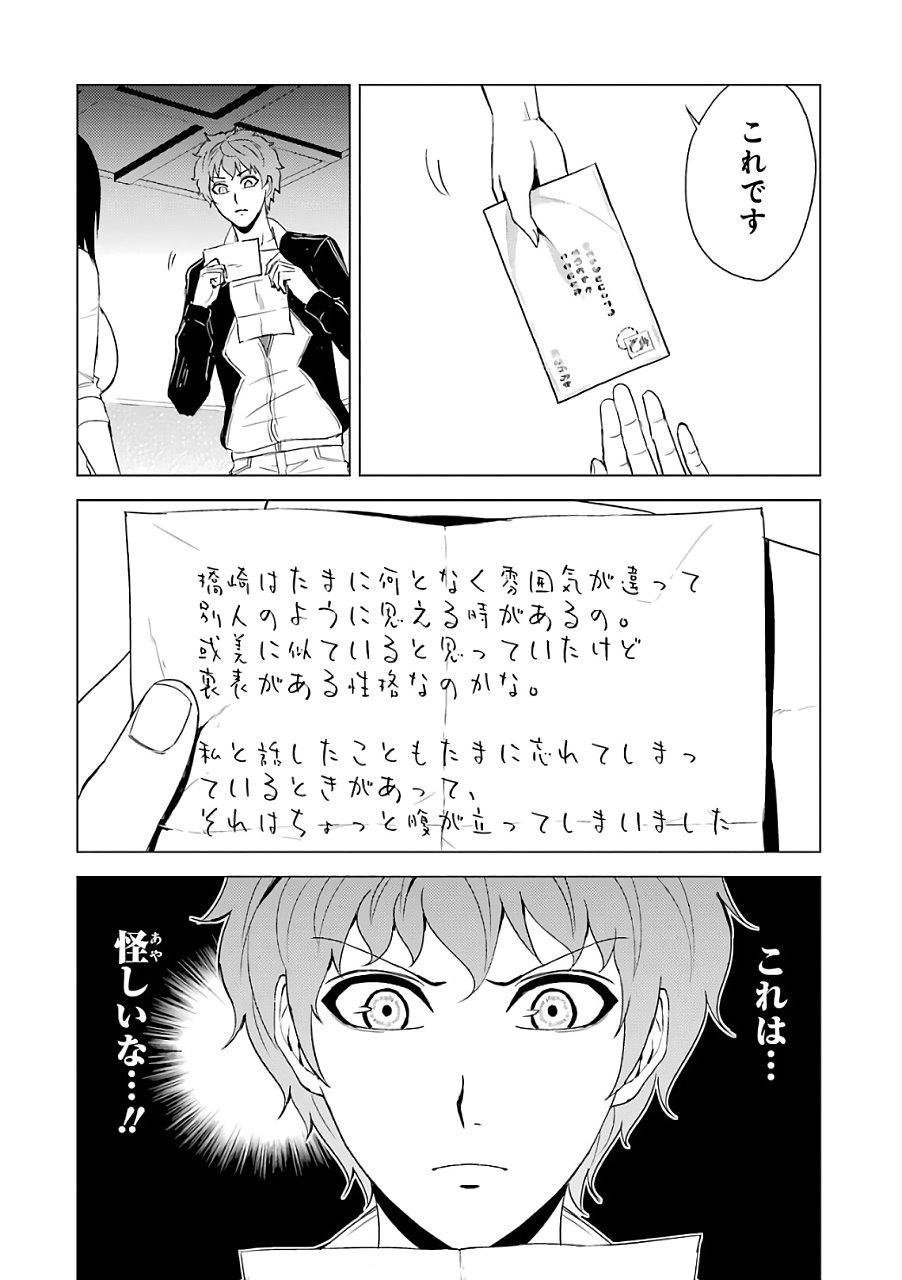 これです
橋崎はたまに何となく雰囲気が違って
別人のように思える時があるの。
或美に似ていると思っていたけど
裏表がある性格なのかな。
私と話したこともたまに忘れてしまっ
ているときがあって、
それはちょっと腹が立ってしまいました
これは…
怪しいな…!!
あや